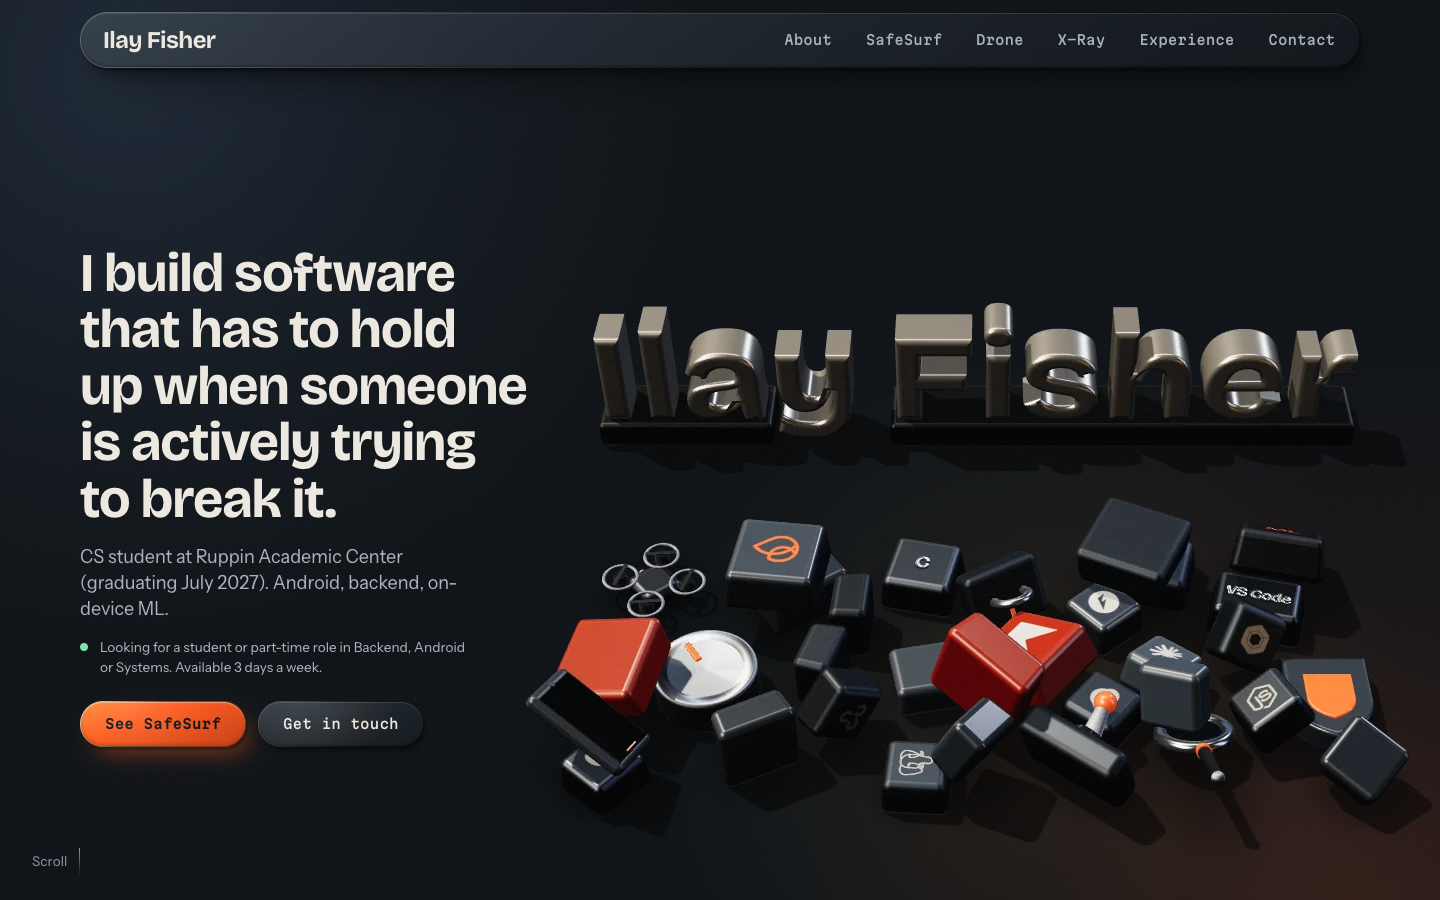 Ilay Fisher
About
SafeSurf
Drone
X-Ray
Experience
Contact
I build software
that has to hold
up when someone
is actively trying
to break it.
Ilay Fisher
CS student at Ruppin Academic Center
(graduating July 2027). Android, backend, on-
device ML.
Looking for a student or part-time role in Backend, Android
or Systems. Available 3 days a week.
See SafeSurf
Get in touch
C
VS Code
JS
Scroll